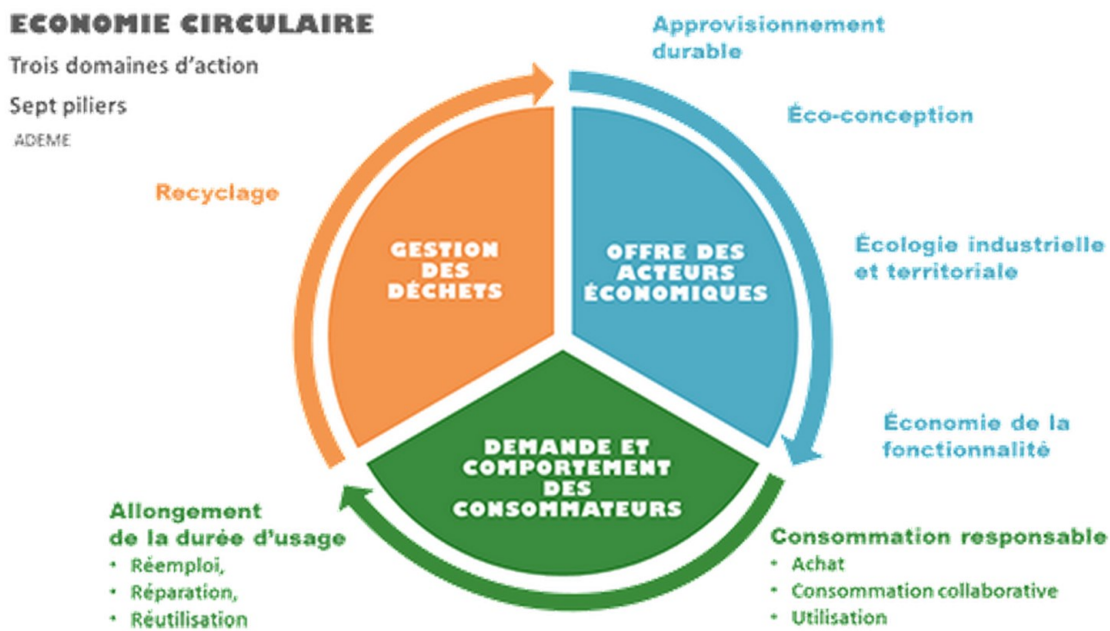 ECONOMIE CIRCULAIRE
Trois domaines d'action
Sept piliers
ADEME
Approvisionnement
durable
Éco-conception
Écologie industrielle
et territoriale
Économie de la
fonctionnalité
OFFRE DES
ACTEURS
ÉCONOMIQUES
Consommation responsable
• Achat
• Consommation collaborative
• Utilisation
DEMANDE ET
COMPORTEMENT
DES
CONSOMMATEURS
Allongement
de la durée d'usage
• Réemploi,
• Réparation,
• Réutilisation
Recyclage
GESTION
DES
DÉCHETS